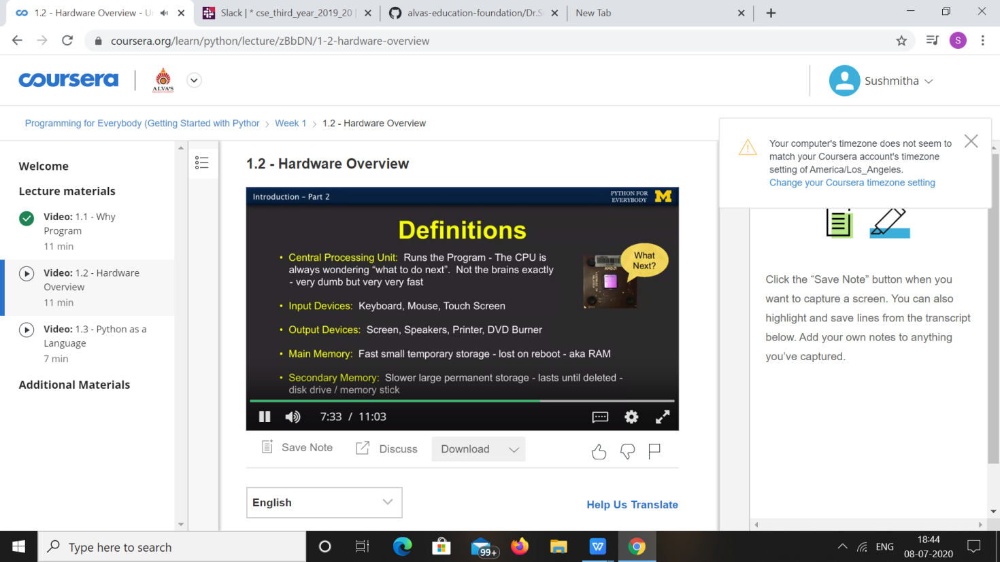 1.2 - Hardware Overview - U
Slack | * cse_third_year_2019_20
alvas-education-foundation/Dr.S
New Tab
coursera.org/learn/python/lecture/zBbDN/1-2-hardware-overview
S
coursera
ALVA'S
Sushmitha
Programming for Everybody (Getting Started with Python
Week 1
1.2 - Hardware Overview
Your computer's timezone does not seem to
match your Coursera account's timezone
setting of America/Los_Angeles.
Change your Coursera timezone setting
Welcome
Lecture materials
Video: 1.1 - Why
Program
11 min
Video: 1.2 - Hardware
Overview
11 min
Video: 1.3 - Python as a
Language
7 min
Additional Materials
1.2 - Hardware Overview
Introduction – Part 2
PYTHON FOR
EVERYBODY
M
Definitions
• Central Processing Unit: Runs the Program - The CPU is
always wondering “what to do next”. Not the brains exactly
- very dumb but very very fast
What
Next?
AMD
• Input Devices: Keyboard, Mouse, Touch Screen
• Output Devices: Screen, Speakers, Printer, DVD Burner
• Main Memory: Fast small temporary storage - lost on reboot - aka RAM
• Secondary Memory: Slower large permanent storage - lasts until deleted -
disk drive / memory stick
7:33 / 11:03
Save Note
Discuss
Download
English
Help Us Translate
Click the “Save Note” button when you
want to capture a screen. You can also
highlight and save lines from the transcript
below. Add your own notes to anything
you’ve captured.
Type here to search
99+
W
ENG
18:44
08-07-2020